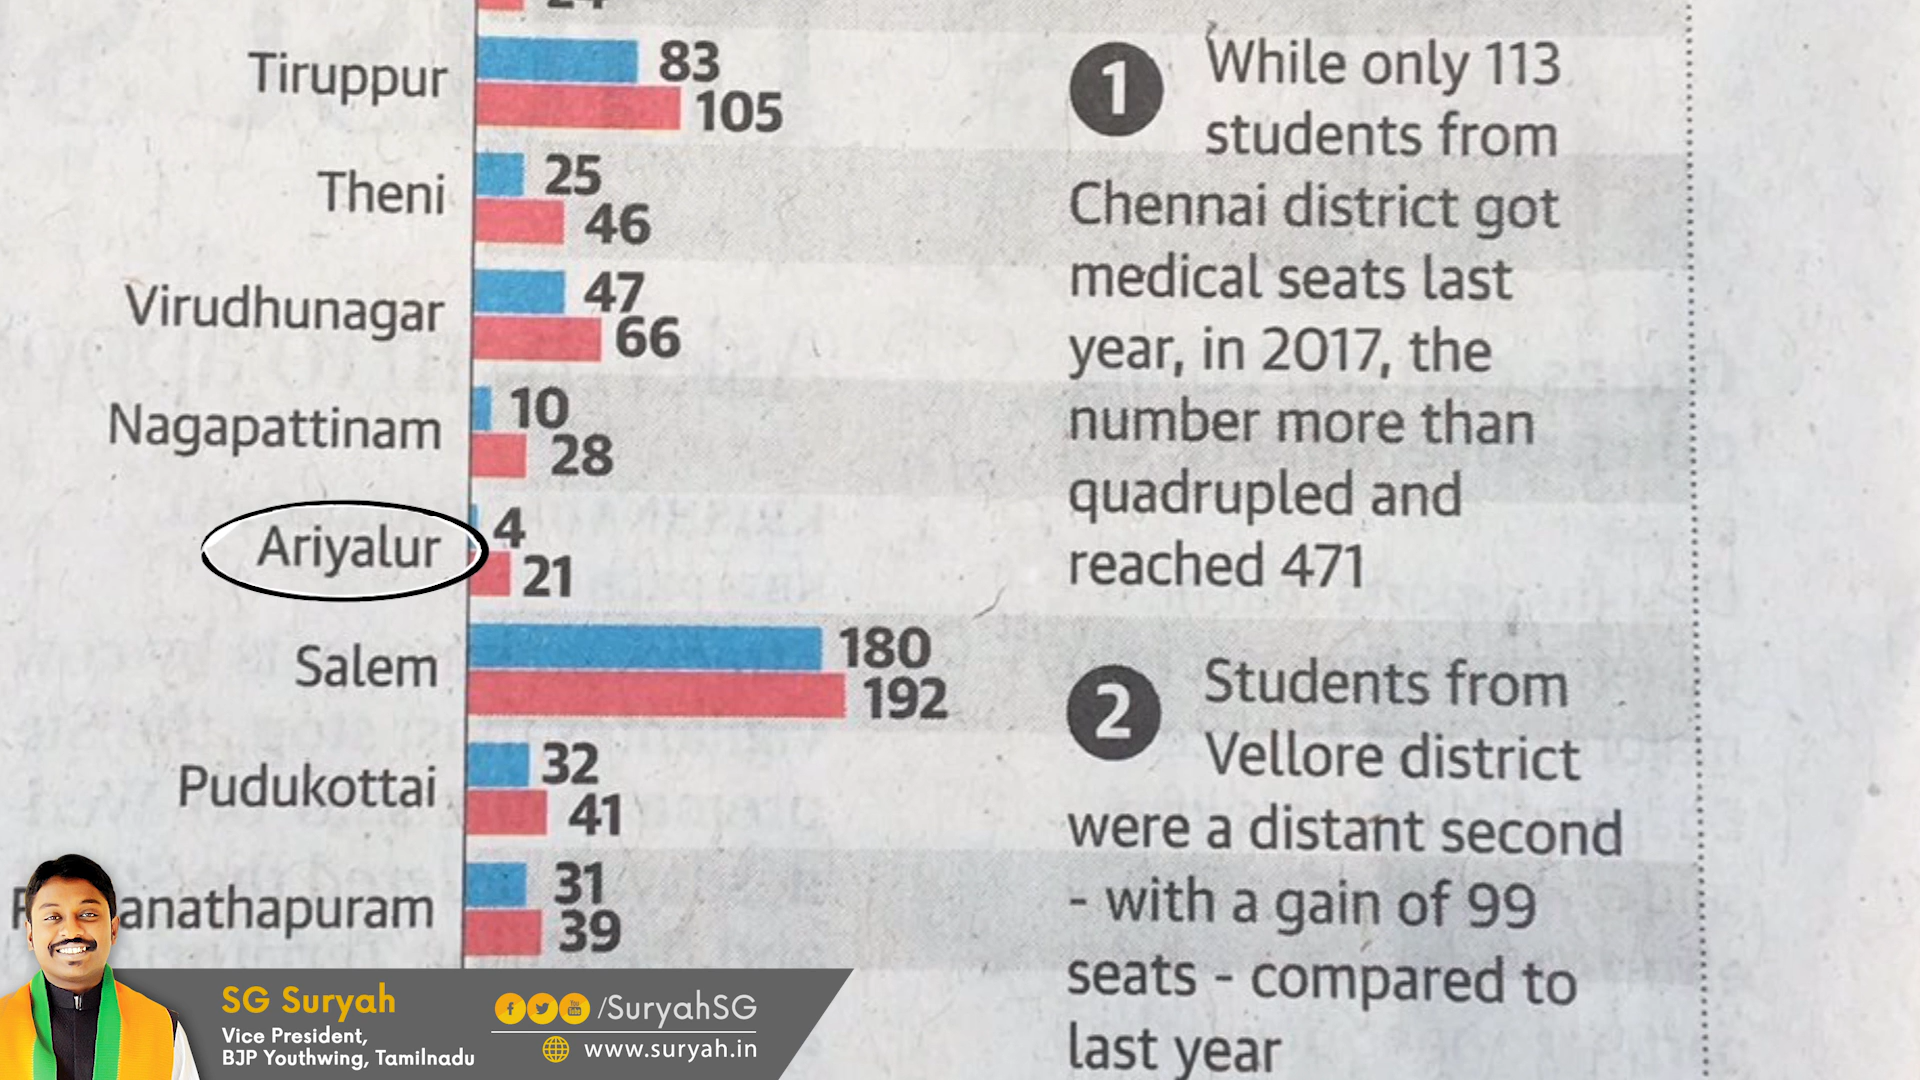 24
Tiruppur 83
105
Theni 25
46
Virudhunagar 47
66
Nagapattinam 10
28
Ariyalur 4
21
Salem 180
192
Pudukottai 32
41
anathapuram 31
39
1 While only 113
students from
Chennai district got
medical seats last
year, in 2017, the
number more than
quadrupled and
reached 471
2 Students from
Vellore district
were a distant second
- with a gain of 99
seats - compared to
last year
SG Suryah
Vice President,
BJP Youthwing, Tamilnadu
/SuryahSG
www.suryah.in